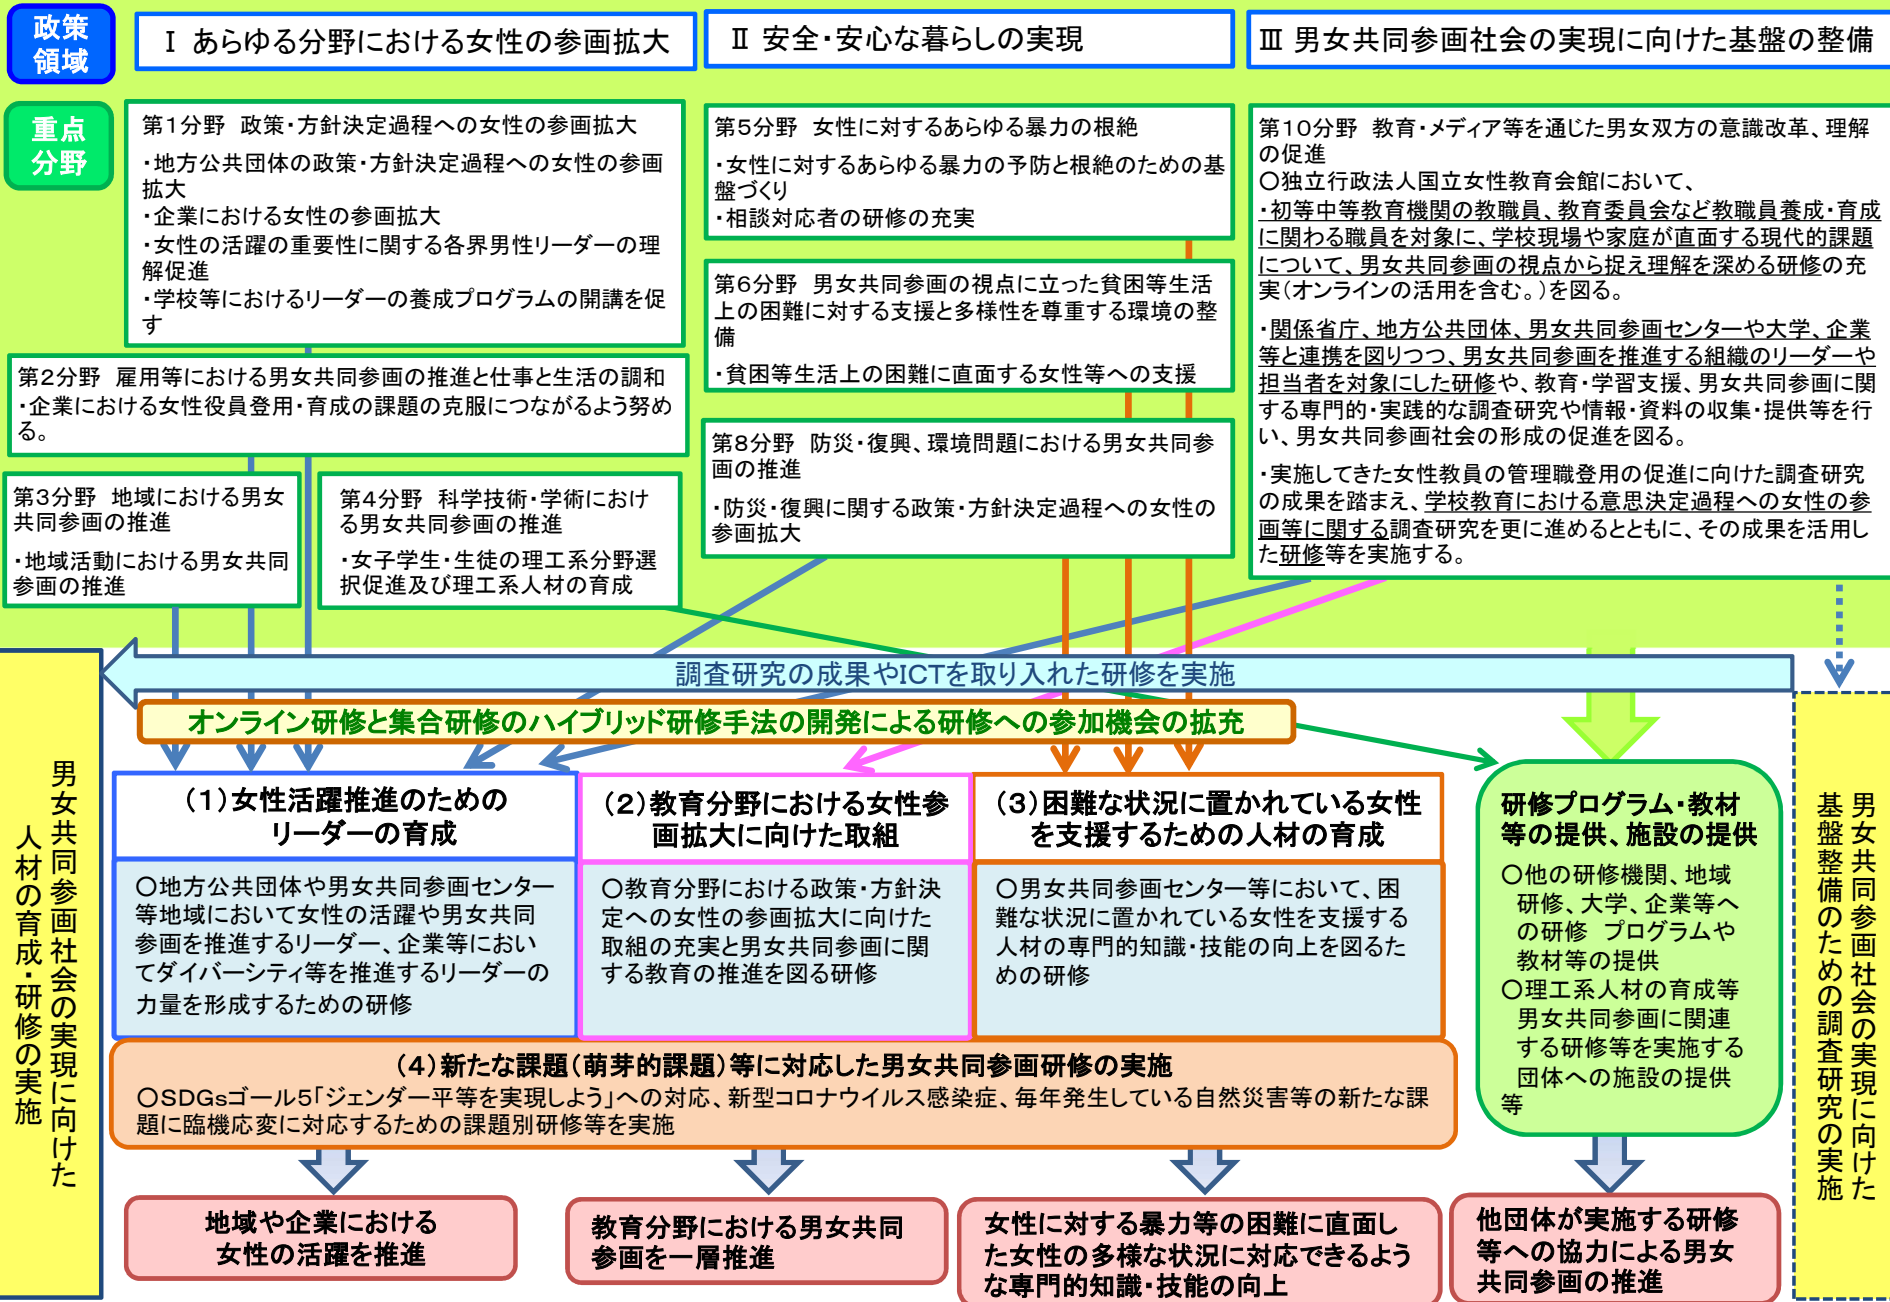 政策
領域
Ⅰ あらゆる分野における女性の参画拡大
Ⅱ 安全・安心な暮らしの実現
Ⅲ 男女共同参画社会の実現に向けた基盤の整備
重点
分野
第1分野 政策・方針決定過程への女性の参画拡大
・地方公共団体の政策・方針決定過程への女性の参画
拡大
・企業における女性の参画拡大
・女性の活躍の重要性に関する各界男性リーダーの理
解促進
・学校等におけるリーダーの養成プログラムの開講を促
す
第2分野 雇用等における男女共同参画の推進と仕事と生活の調和
・企業における女性役員登用・育成の課題の克服につながるよう努め
る。
第3分野 地域における男女
共同参画の推進
・地域活動における男女共同
参画の推進
第4分野 科学技術・学術におけ
る男女共同参画の推進
・女子学生・生徒の理工系分野選
択促進及び理工系人材の育成
第5分野 女性に対するあらゆる暴力の根絶
・女性に対するあらゆる暴力の予防と根絶のための基
盤づくり
・相談対応者の研修の充実
第6分野 男女共同参画の視点に立った貧困等生活
上の困難に対する支援と多様性を尊重する環境の整
備
・貧困等生活上の困難に直面する女性等への支援
第8分野 防災・復興、環境問題における男女共同参
画の推進
・防災・復興に関する政策・方針決定過程への女性の
参画拡大
第10分野 教育・メディア等を通じた男女双方の意識改革、理解
の促進
○独立行政法人国立女性教育会館において、
・初等中等教育機関の教職員、教育委員会など教職員養成・育成
に関わる職員を対象に、学校現場や家庭が直面する現代的課題
について、男女共同参画の視点から捉え理解を深める研修の充
実(オンラインの活用を含む。)を図る。
・関係省庁、地方公共団体、男女共同参画センターや大学、企業
等と連携を図りつつ、男女共同参画を推進する組織のリーダーや
担当者を対象にした研修や、教育・学習支援、男女共同参画に関
する専門的・実践的な調査研究や情報・資料の収集・提供等を行
い、男女共同参画社会の形成の促進を図る。
・実施してきた女性教員の管理職登用の促進に向けた調査研究
の成果を踏まえ、学校教育における意思決定過程への女性の参
画等に関する調査研究を更に進めるとともに、その成果を活用し
た研修等を実施する。
調査研究の成果やICTを取り入れた研修を実施
オンライン研修と集合研修のハイブリッド研修手法の開発による研修への参加機会の拡充
男女共同参画社会の実現に向けた
人材の育成・研修の実施
(1)女性活躍推進のための
リーダーの育成
○地方公共団体や男女共同参画センター
等地域において女性の活躍や男女共同
参画を推進するリーダー、企業等におい
てダイバーシティ等を推進するリーダーの
力量を形成するための研修
(2)教育分野における女性参
画拡大に向けた取組
○教育分野における政策・方針決
定への女性の参画拡大に向けた
取組の充実と男女共同参画に関
する教育の推進を図る研修
(3)困難な状況に置かれている女性
を支援するための人材の育成
○男女共同参画センター等において、困
難な状況に置かれている女性を支援する
人材の専門的知識・技能の向上を図るた
めの研修
研修プログラム・教材
等の提供、施設の提供
○他の研修機関、地域
研修、大学、企業等へ
の研修 プログラムや
教材等の提供
○理工系人材の育成等
男女共同参画に関連
する研修等を実施する
団体への施設の提供
等
男女共同参画社会の実現に向けた
基盤整備のための調査研究の実施
(4)新たな課題(萌芽的課題)等に対応した男女共同参画研修の実施
○SDGsゴール5「ジェンダー平等を実現しよう」への対応、新型コロナウイルス感染症、毎年発生している自然災害等の新たな課
題に臨機応変に対応するための課題別研修等を実施
地域や企業における
女性の活躍を推進
教育分野における男女共同
参画を一層推進
女性に対する暴力等の困難に直面し
た女性の多様な状況に対応できるよう
な専門的知識・技能の向上
他団体が実施する研修
等への協力による男女
共同参画の推進